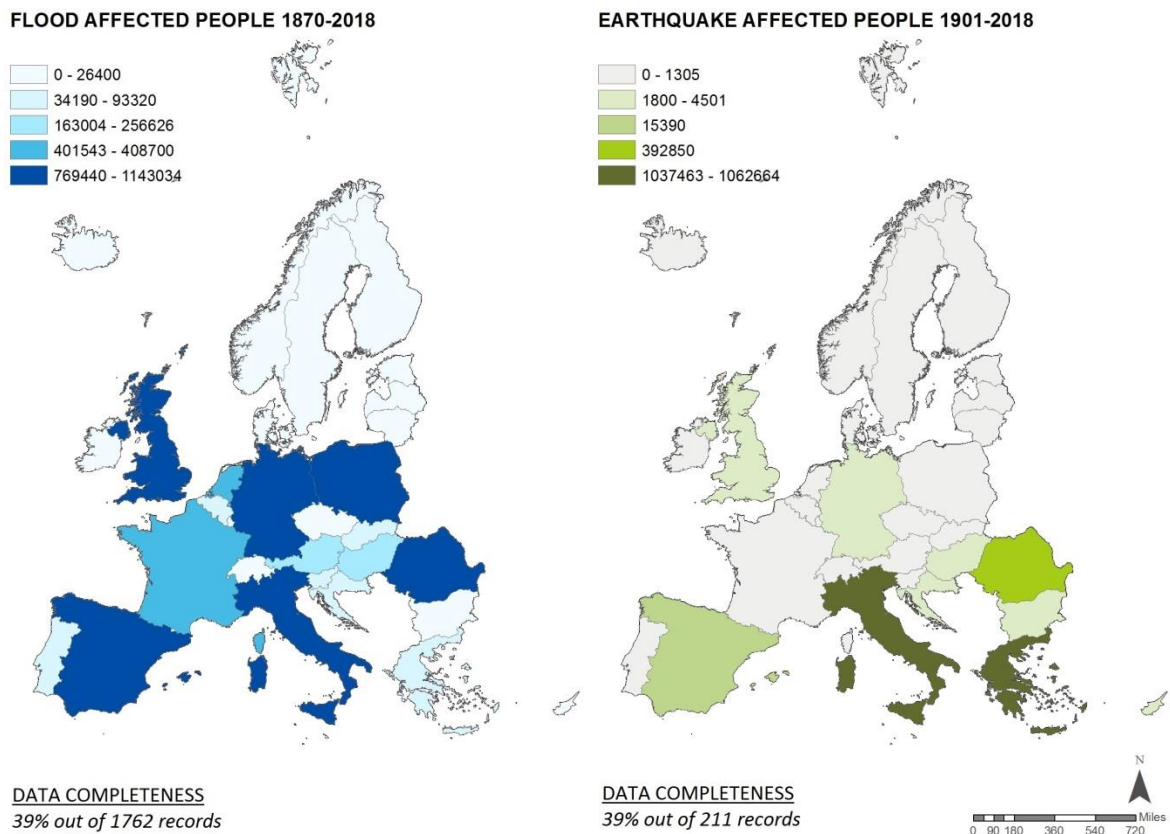 FLOOD AFFECTED PEOPLE 1870-2018
0 - 26400
34190 - 93320
163004 - 256626
401543 - 408700
769440 - 1143034
DATA COMPLETENESS
39% out of 1762 records
EARTHQUAKE AFFECTED PEOPLE 1901-2018
0 - 1305
1800 - 4501
15390
392850
1037463 - 1062664
DATA COMPLETENESS
39% out of 211 records
N
Miles
0 90 180 360 540 720